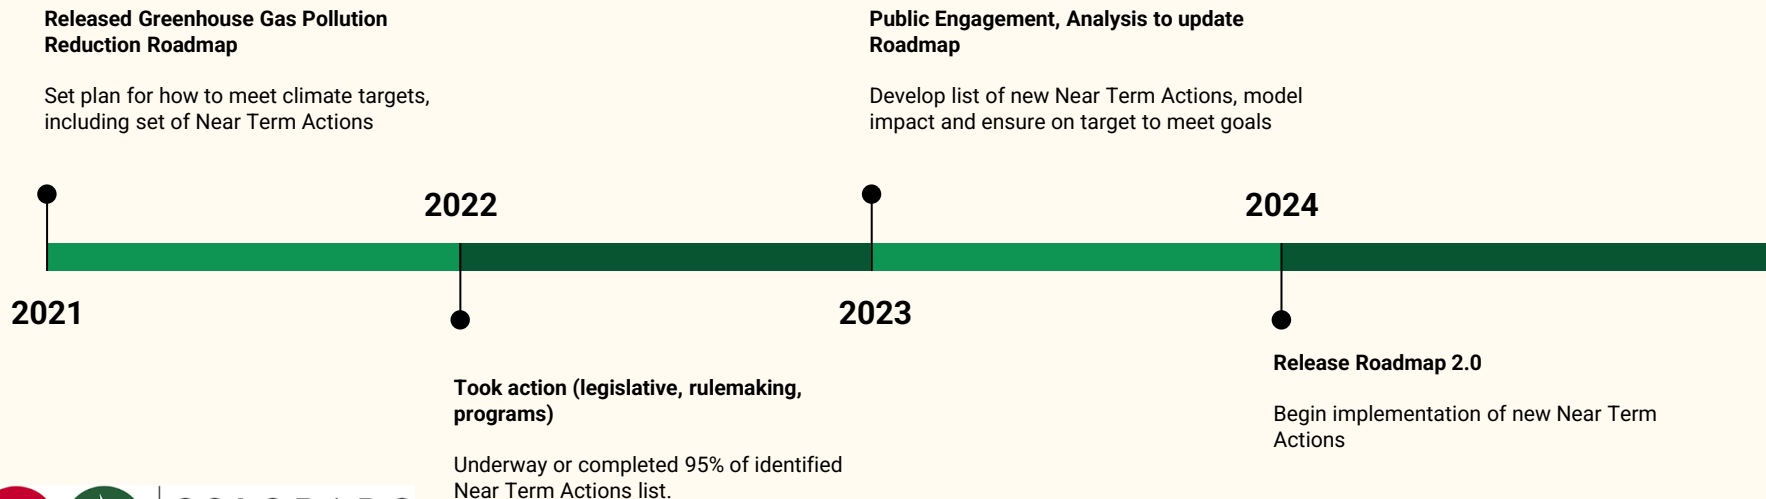 Released Greenhouse Gas Pollution
Reduction Roadmap
Set plan for how to meet climate targets,
including set of Near Term Actions
Public Engagement, Analysis to update
Roadmap
Develop list of new Near Term Actions, model
impact and ensure on target to meet goals
2022
2024
2021
2023
Took action (legislative, rulemaking,
programs)
Underway or completed 95% of identified
Near Term Actions list.
Release Roadmap 2.0
Begin implementation of new Near Term
Actions